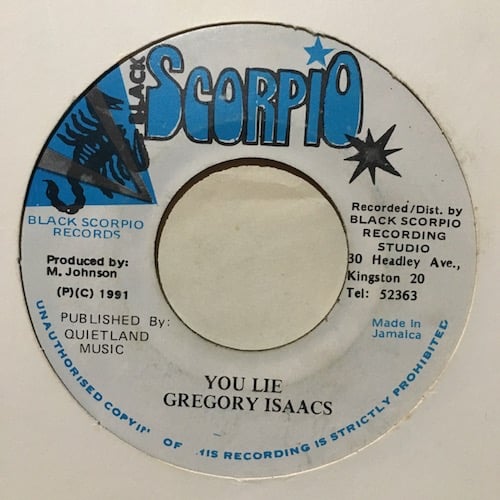 BLACK
SCORPIO
BLACK SCORPIO
RECORDS
Produced by:
M. Johnson
(P)(C) 1991
PUBLISHED By:
QUIETLAND
MUSIC
Recorded/Dist. by
BLACK SCORPIO
RECORDING
STUDIO
30 Headley Ave.,
Kingston 20
Tel: 52363
Made In
Jamaica
YOU LIE
GREGORY ISAACS
UNAUTHORISED COPYIN OF HIS RECORDING IS STRICTLY PROHIBITED